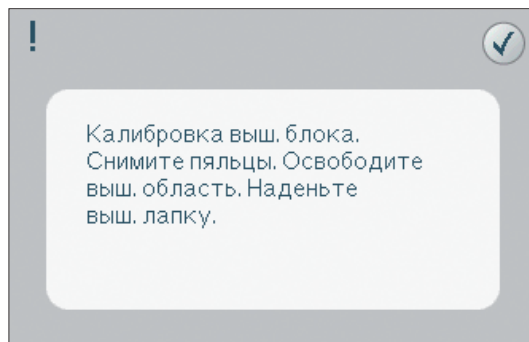 !
Калибровка выш. блока.
Снимите пяльцы. Освободите
выш. область. Наденьте
выш. лапку.